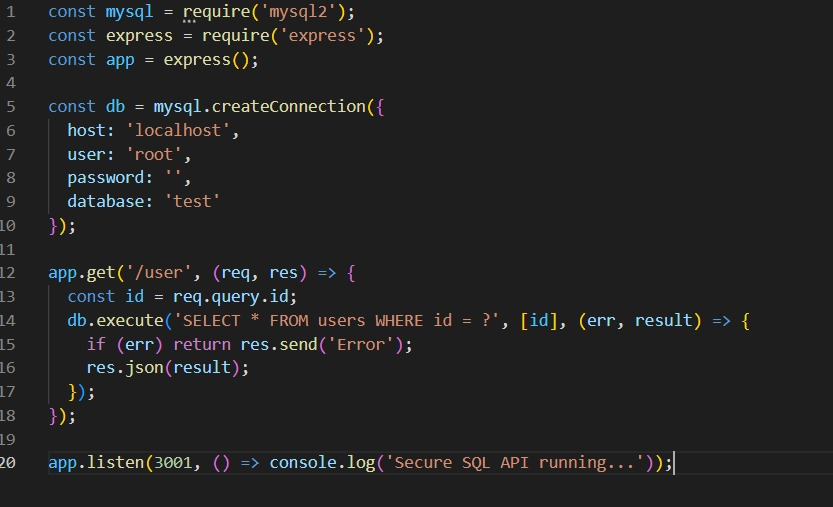 1 const mysql = require('mysql2');
2 const express = require('express');
3 const app = express();
4
5 const db = mysql.createConnection({
6   host: 'localhost',
7   user: 'root',
8   password: '',
9   database: 'test'
10 });
11
12 app.get('/user', (req, res) => {
13   const id = req.query.id;
14   db.execute('SELECT * FROM users WHERE id = ?', [id], (err, result) => {
15     if (err) return res.send('Error');
16     res.json(result);
17   });
18 });
19
20 app.listen(3001, () => console.log('Secure SQL API running...'));